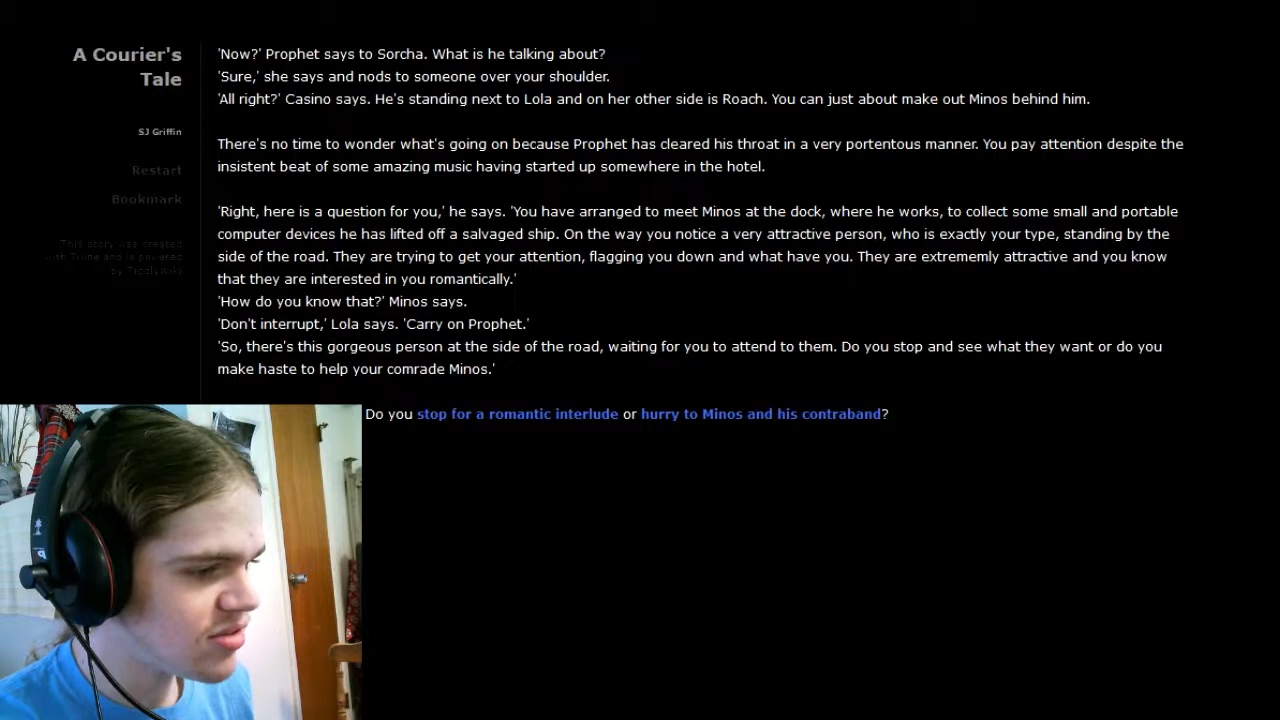 A Courier's
Tale
SJ Griffin
Restart
Bookmark
This story was created
with Twine and is powered
by TiddlyWiki
'Now?' Prophet says to Sorcha. What is he talking about?
'Sure,' she says and nods to someone over your shoulder.
'All right?' Casino says. He's standing next to Lola and on her other side is Roach. You can just about make out Minos behind him.
There's no time to wonder what's going on because Prophet has cleared his throat in a very portentous manner. You pay attention despite the
insistent beat of some amazing music having started up somewhere in the hotel.
'Right, here is a question for you,' he says. 'You have arranged to meet Minos at the dock, where he works, to collect some small and portable
computer devices he has lifted off a salvaged ship. On the way you notice a very attractive person, who is exactly your type, standing by the
side of the road. They are trying to get your attention, flagging you down and what have you. They are extrememly attractive and you know
that they are interested in you romantically.'
'How do you know that?' Minos says.
'Don't interrupt,' Lola says. 'Carry on Prophet.'
'So, there's this gorgeous person at the side of the road, waiting for you to attend to them. Do you stop and see what they want or do you
make haste to help your comrade Minos.'
Do you stop for a romantic interlude or hurry to Minos and his contraband?